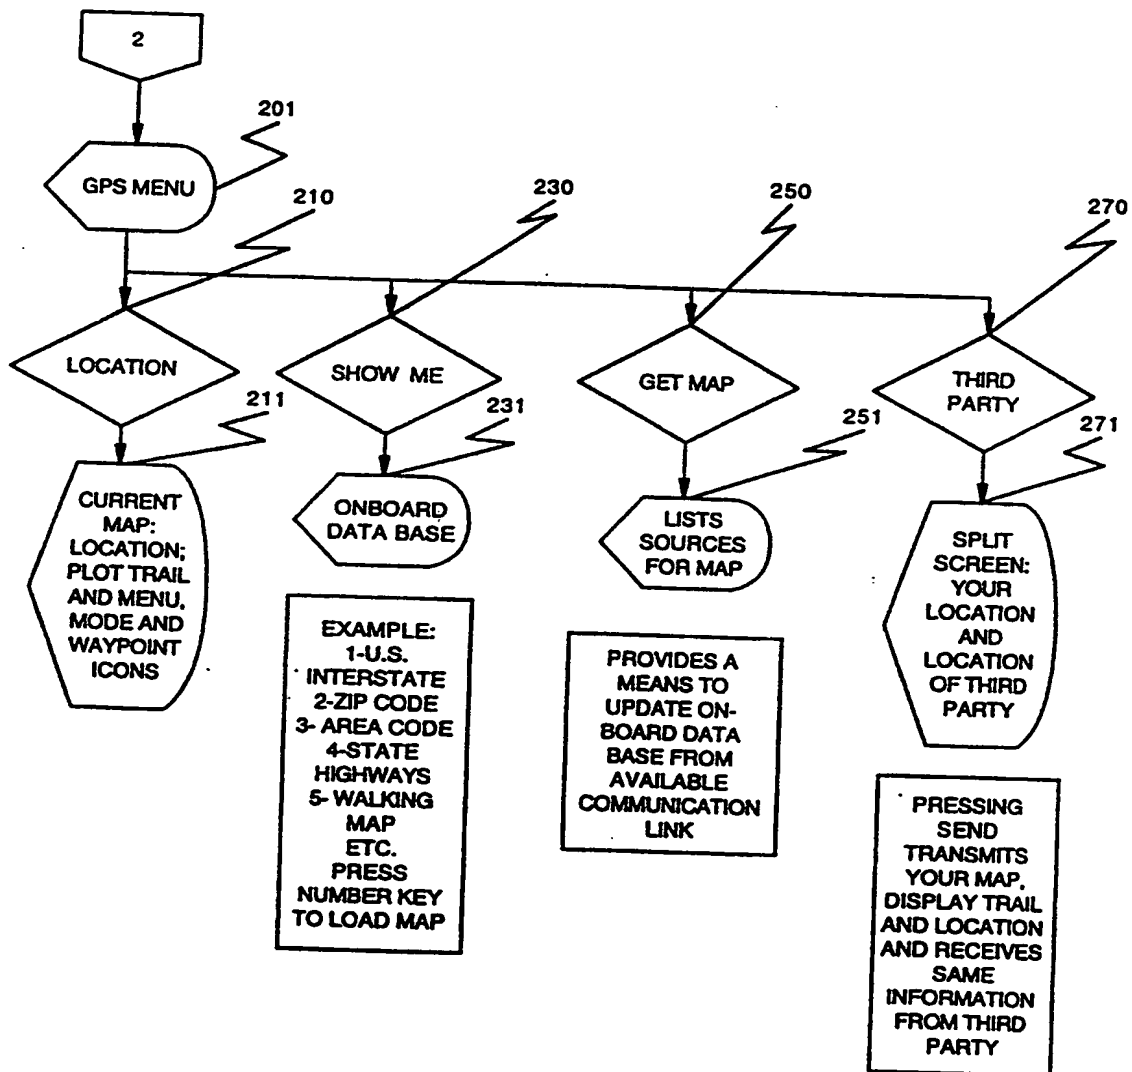 2
201
GPS MENU
210
230
250
270
LOCATION
SHOW ME
GET MAP
THIRD
PARTY
211
231
251
271
CURRENT
MAP:
LOCATION;
PLOT TRAIL
AND MENU,
MODE AND
WAYPOINT
ICONS
ONBOARD
DATA BASE
LISTS
SOURCES
FOR MAP
SPLIT
SCREEN:
YOUR
LOCATION
AND
LOCATION
OF THIRD
PARTY
EXAMPLE:
1-U.S.
INTERSTATE
2-ZIP CODE
3- AREA CODE
4-STATE
HIGHWAYS
5- WALKING
MAP
ETC.
PRESS
NUMBER KEY
TO LOAD MAP
PROVIDES A
MEANS TO
UPDATE ON-
BOARD DATA
BASE FROM
AVAILABLE
COMMUNICATION
LINK
PRESSING
SEND
TRANSMITS
YOUR MAP,
DISPLAY TRAIL
AND LOCATION
AND RECEIVES
SAME
INFORMATION
FROM THIRD
PARTY